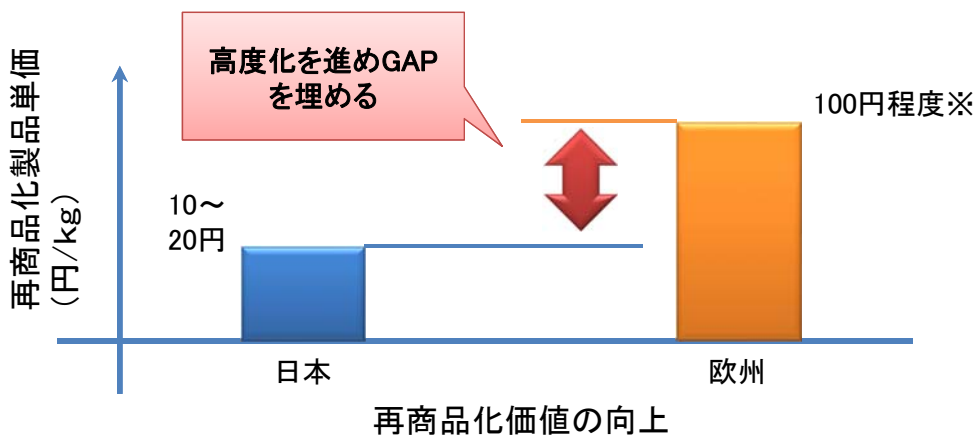 高度化を進めGAP
を埋める
再商品化製品単価
(円/kg)
100円程度※
10～
20円
日本
欧州
再商品化価値の向上